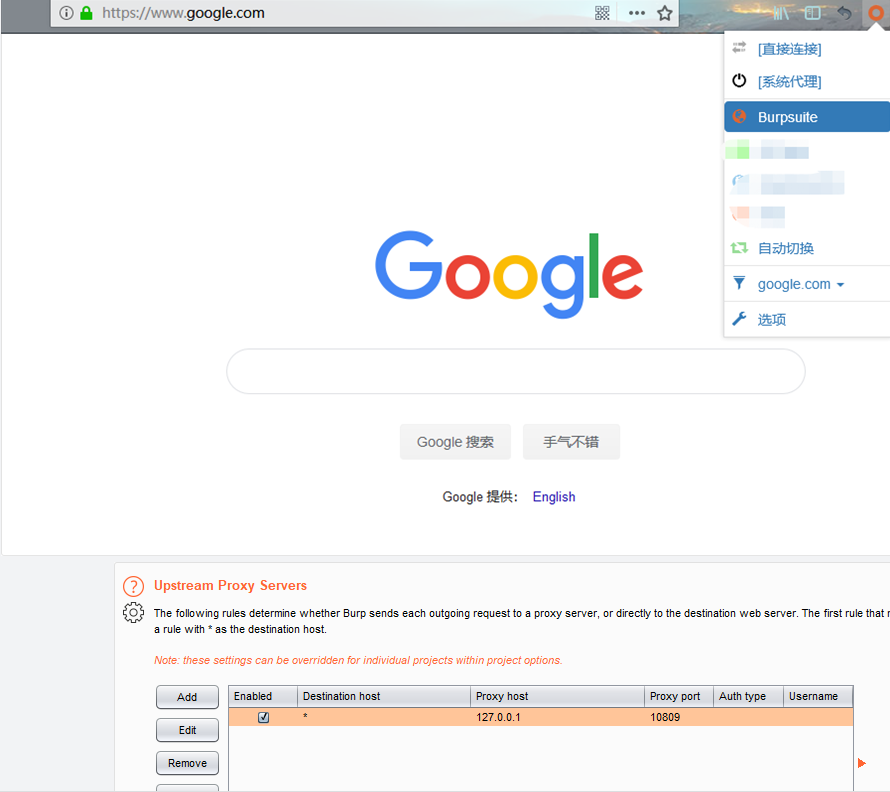 https://www.google.com
[直接连接]
[系统代理]
Burpsuite
自动切换
google.com
选项
Google
Google 搜索
手气不错
Google 提供： English
Upstream Proxy Servers
The following rules determine whether Burp sends each outgoing request to a proxy server, or directly to the destination web server. The first rule that
a rule with * as the destination host.
Note: these settings can be overridden for individual projects within project options.
Add
Edit
Remove
Enabled Destination host Proxy host Proxy port Auth type Username
* 127.0.0.1 10809